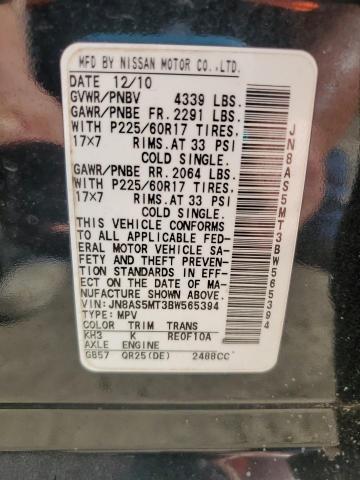 MFD BY NISSAN MOTOR CO.,LTD.
DATE 12/10
GVWR/PNBV 4339 LBS.
GAWR/PNBE FR. 2291 LBS.
WITH P225/60R17 TIRES,
17×7 RIMS. AT 33 PSI
COLD SINGLE.
GAWR/PNBE RR. 2064 LBS.
WITH P225/60R17 TIRES,
17×7 RIMS. AT 33 PSI
COLD SINGLE.
THIS VEHICLE CONFORMS
TO ALL APPLICABLE FED-
ERAL MOTOR VEHICLE SA-
FETY AND THEFT PREVEN-
TION STANDARDS IN EFF-
ECT ON THE DATE OF MA-
NUFACTURE SHOWN ABOVE.
VIN: JN8AS5MT3BW565394
TYPE: MPV
COLOR TRIM TRANS
KH3 K RE0F10A
AXLE ENGINE
GB57 QR25(DE) 2488CC
JN8AS5MT3BW565394